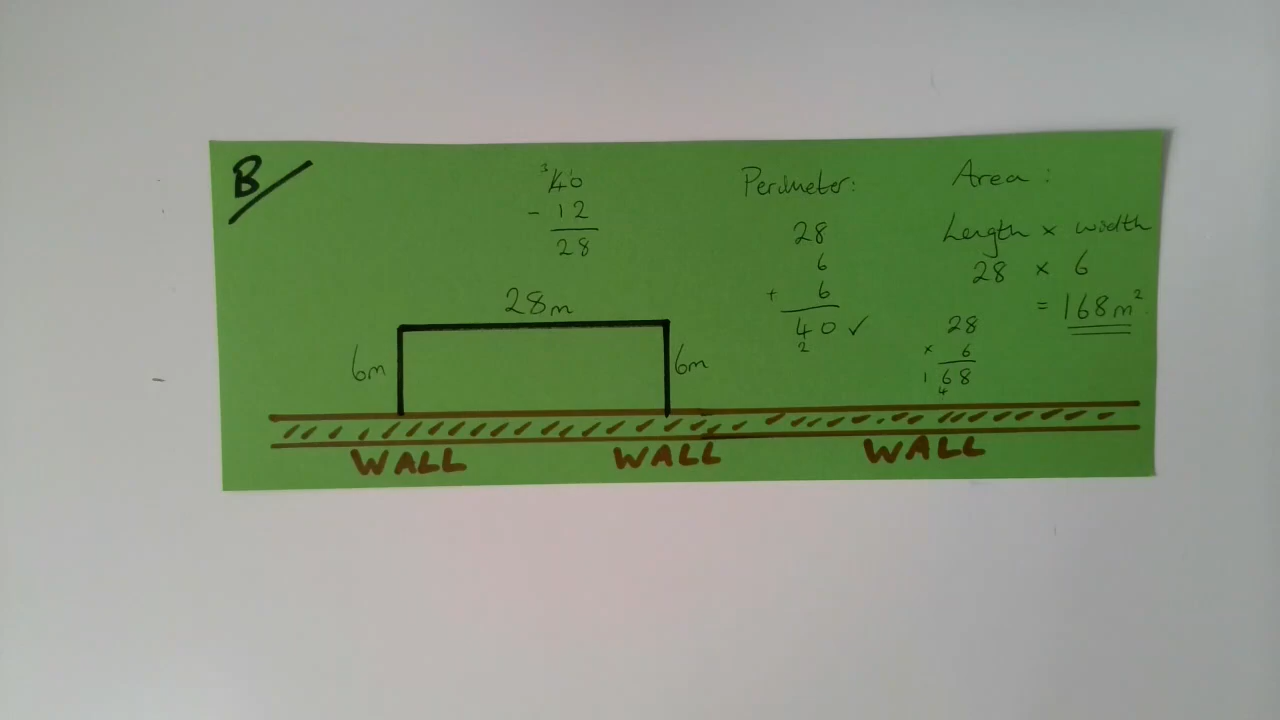 B
³4¹0
- 12
28
28m
6m
6m
Perimeter:
28
6
+ 6
40 ✓
2
Area:
Length × width
28 × 6
= 168m²
28
× 6
168
4
WALL WALL WALL